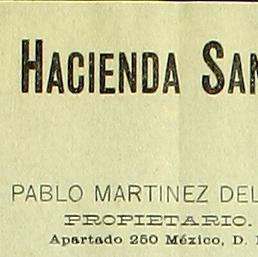 HACIENDA SAN
PABLO MARTINEZ DEL
PROPIETARIO.
Apartado 250 México, D.